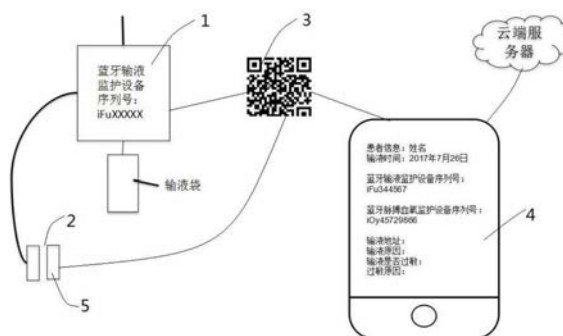 1
3
云端服
务器
蓝牙输液
监护设备
序列号：
iFuXXXXX
输液袋
2
5
患者信息：姓名
输液时间：2017年7月26日
蓝牙输液监护设备序列号：
iFu344567
蓝牙脉搏血氧监护设备序列号：
iOy45729866
输液地址：
输液原因：
输液是否过敏：
过敏原因：
4